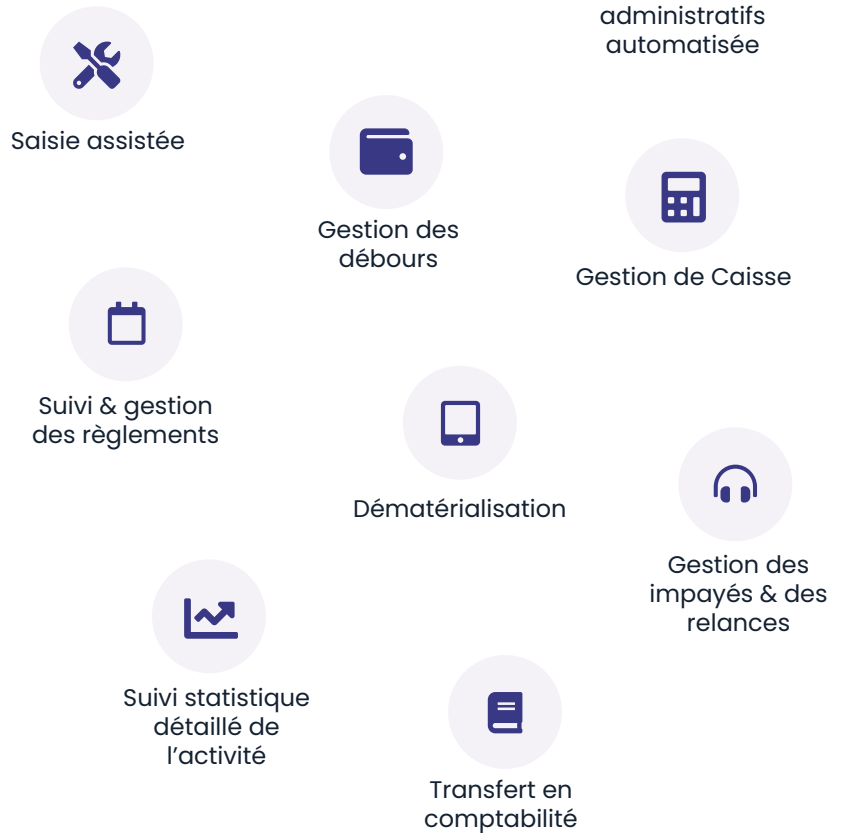 administratifs
automatisée
Saisie assistée
Gestion des
débours
Gestion de Caisse
Suivi & gestion
des règlements
Dématérialisation
Gestion des
impayés & des
relances
Suivi statistique
détaillé de
l’activité
Transfert en
comptabilité